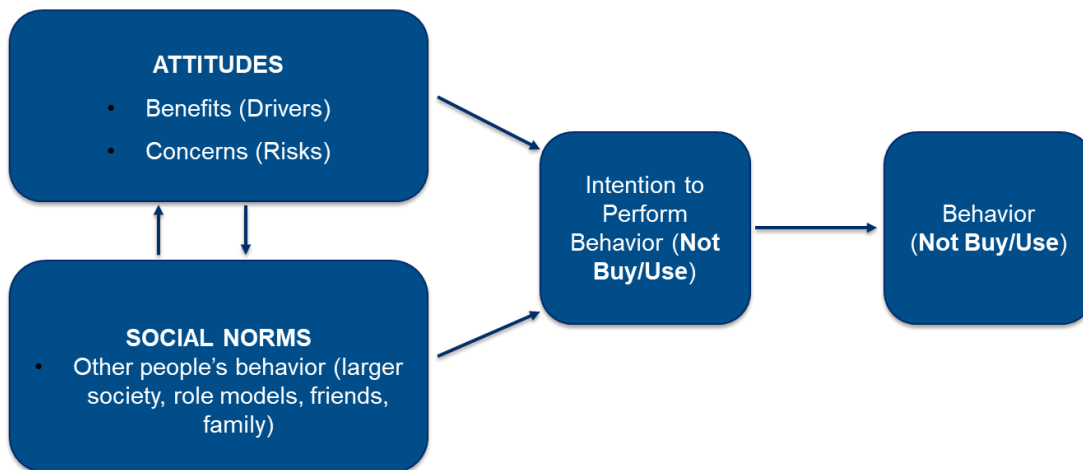 ATTITUDES
• Benefits (Drivers)
• Concerns (Risks)
SOCIAL NORMS
• Other people’s behavior (larger
society, role models, friends,
family)
Intention to
Perform
Behavior (Not
Buy/Use)
Behavior
(Not Buy/Use)